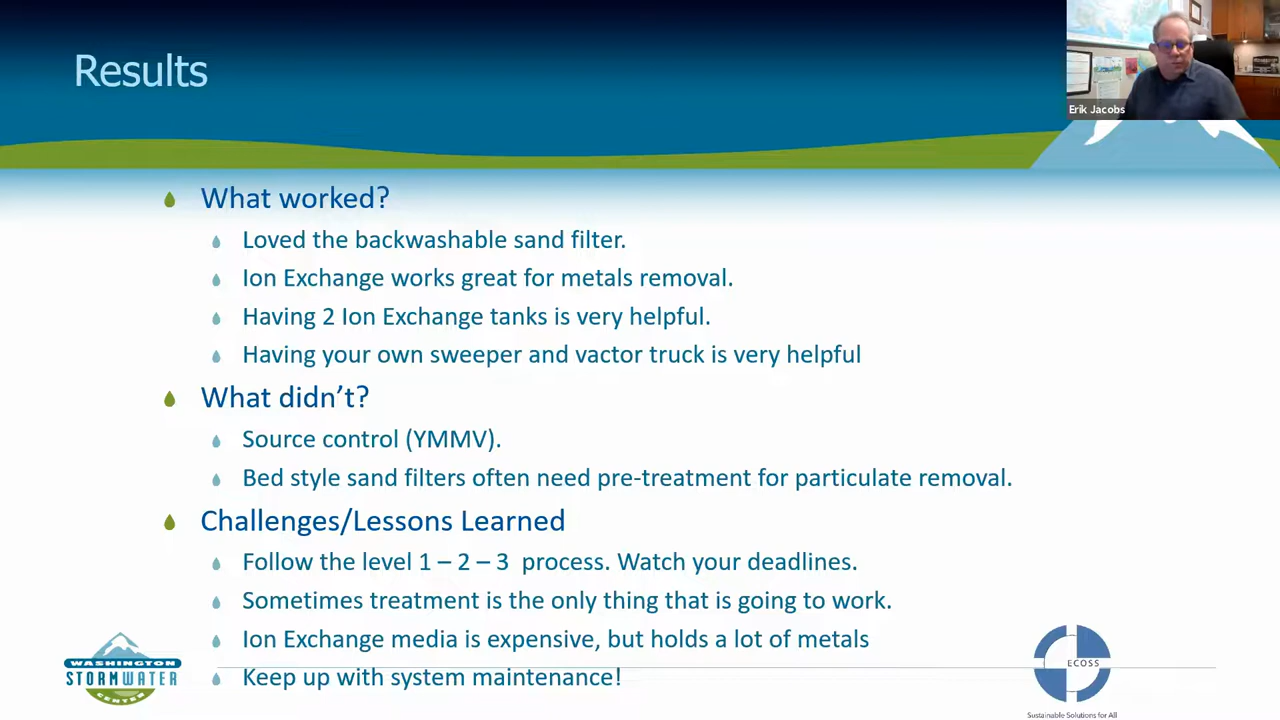 Results
Erik Jacobs
What worked?
Loved the backwashable sand filter.
Ion Exchange works great for metals removal.
Having 2 Ion Exchange tanks is very helpful.
Having your own sweeper and vactor truck is very helpful
What didn’t?
Source control (YMMV).
Bed style sand filters often need pre-treatment for particulate removal.
Challenges/Lessons Learned
Follow the level 1 – 2 – 3 process. Watch your deadlines.
Sometimes treatment is the only thing that is going to work.
Ion Exchange media is expensive, but holds a lot of metals
Keep up with system maintenance!
WASHINGTON
STORMWATER
CENTER
ECOSS
Sustainable Solutions for All